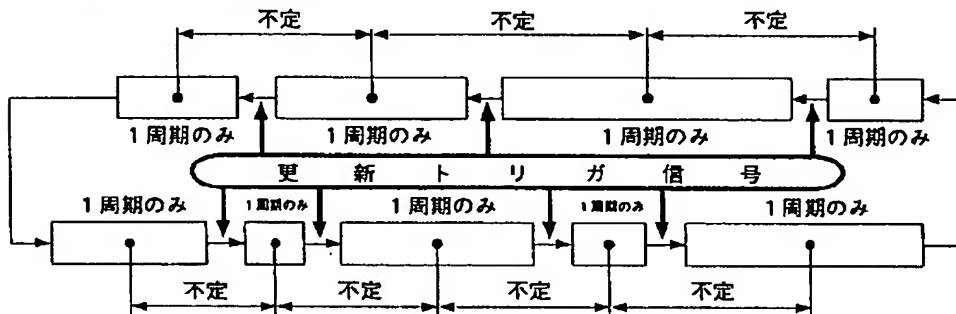 不定 不定 不定
1周期のみ 1周期のみ 1周期のみ 1周期のみ
更新トリガ信号
1周期のみ 1周期のみ 1周期のみ 1周期のみ 1周期のみ
不定 不定 不定 不定